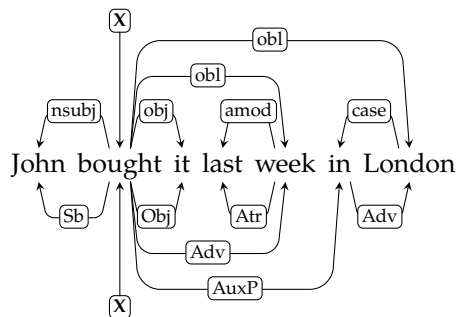 X
obl
obl
nsubj obj amod case
John bought it last week in London
Sb Obj Atr Adv
Adv
AuxP
X